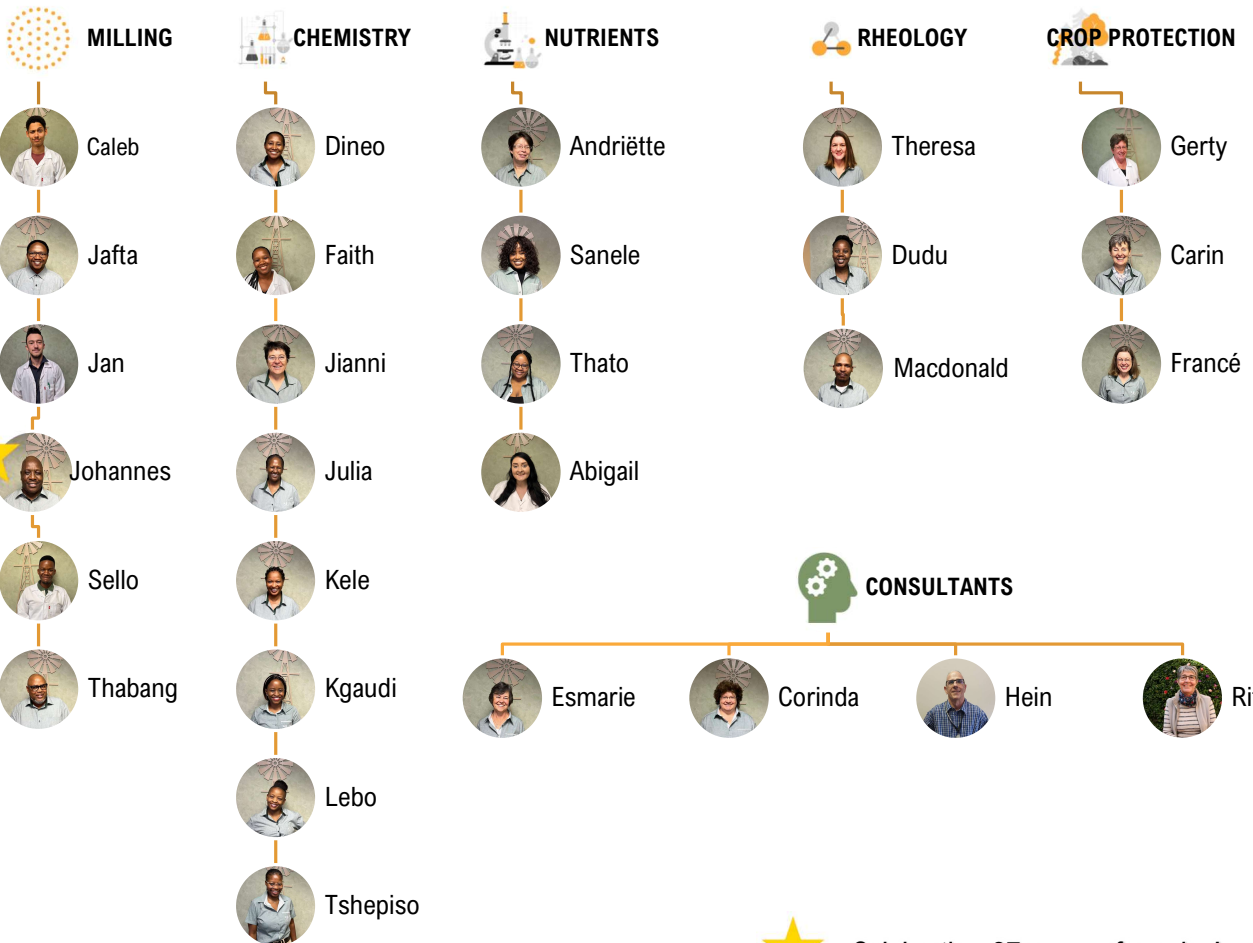 MILLING
CHEMISTRY
NUTRIENTS
RHEOLOGY
CROP PROTECTION
Caleb
Dineo
Andriëtte
Theresa
Gerty
Jafta
Faith
Sanele
Dudu
Carin
Jan
Jianni
Thato
Macdonald
Francé
Johannes
Julia
Abigail
Sello
Kele
CONSULTANTS
Thabang
Kgaudi
Esmarie
Corinda
Hein
Lebo
Tshepiso